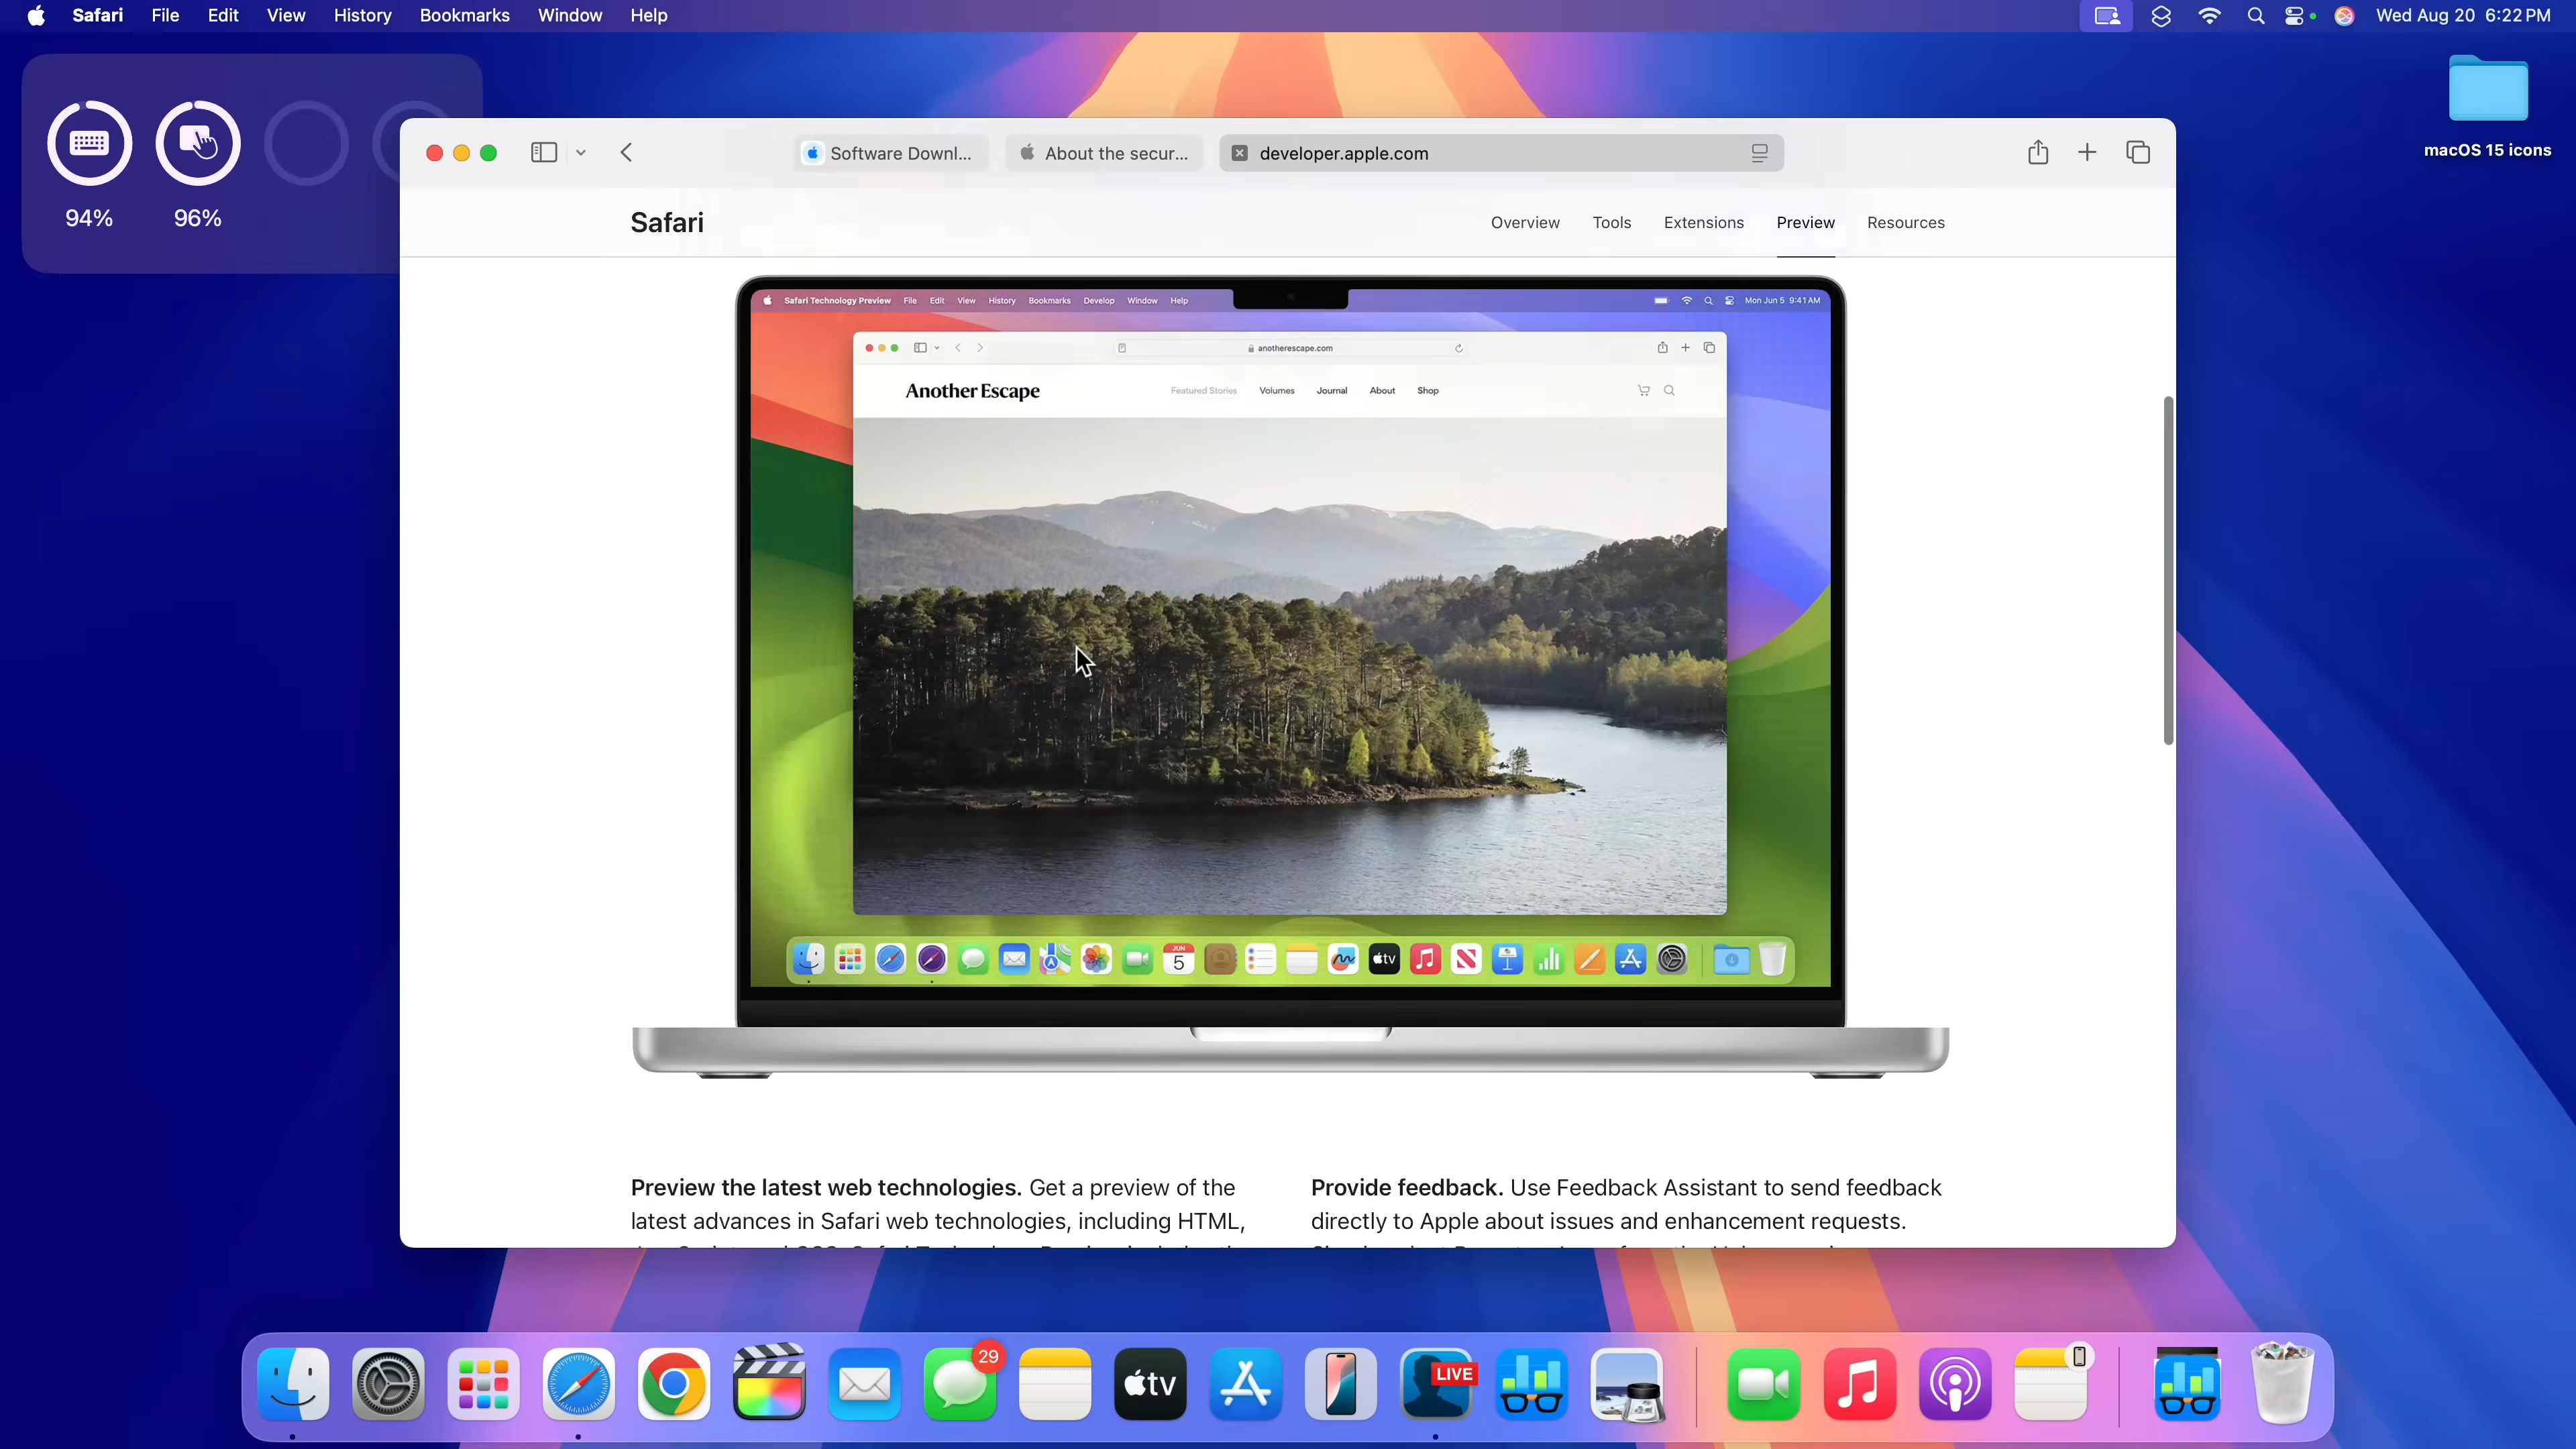 Safari File Edit View History Bookmarks Window Help
Wed Aug 20 6:22 PM
94% 96%
macOS 15 icons
Software Downl...
About the secur...
developer.apple.com
Safari
Overview Tools Extensions Preview Resources
Safari Technology Preview File Edit View History Bookmarks Develop Window Help
Mon Jun 5 9:41 AM
anotherescape.com
Another Escape
Featured Stories Volumes Journal About Shop
JUN
5
tv
Preview the latest web technologies. Get a preview of the
latest advances in Safari web technologies, including HTML,
Provide feedback. Use Feedback Assistant to send feedback
directly to Apple about issues and enhancement requests.
29
tv
LIVE